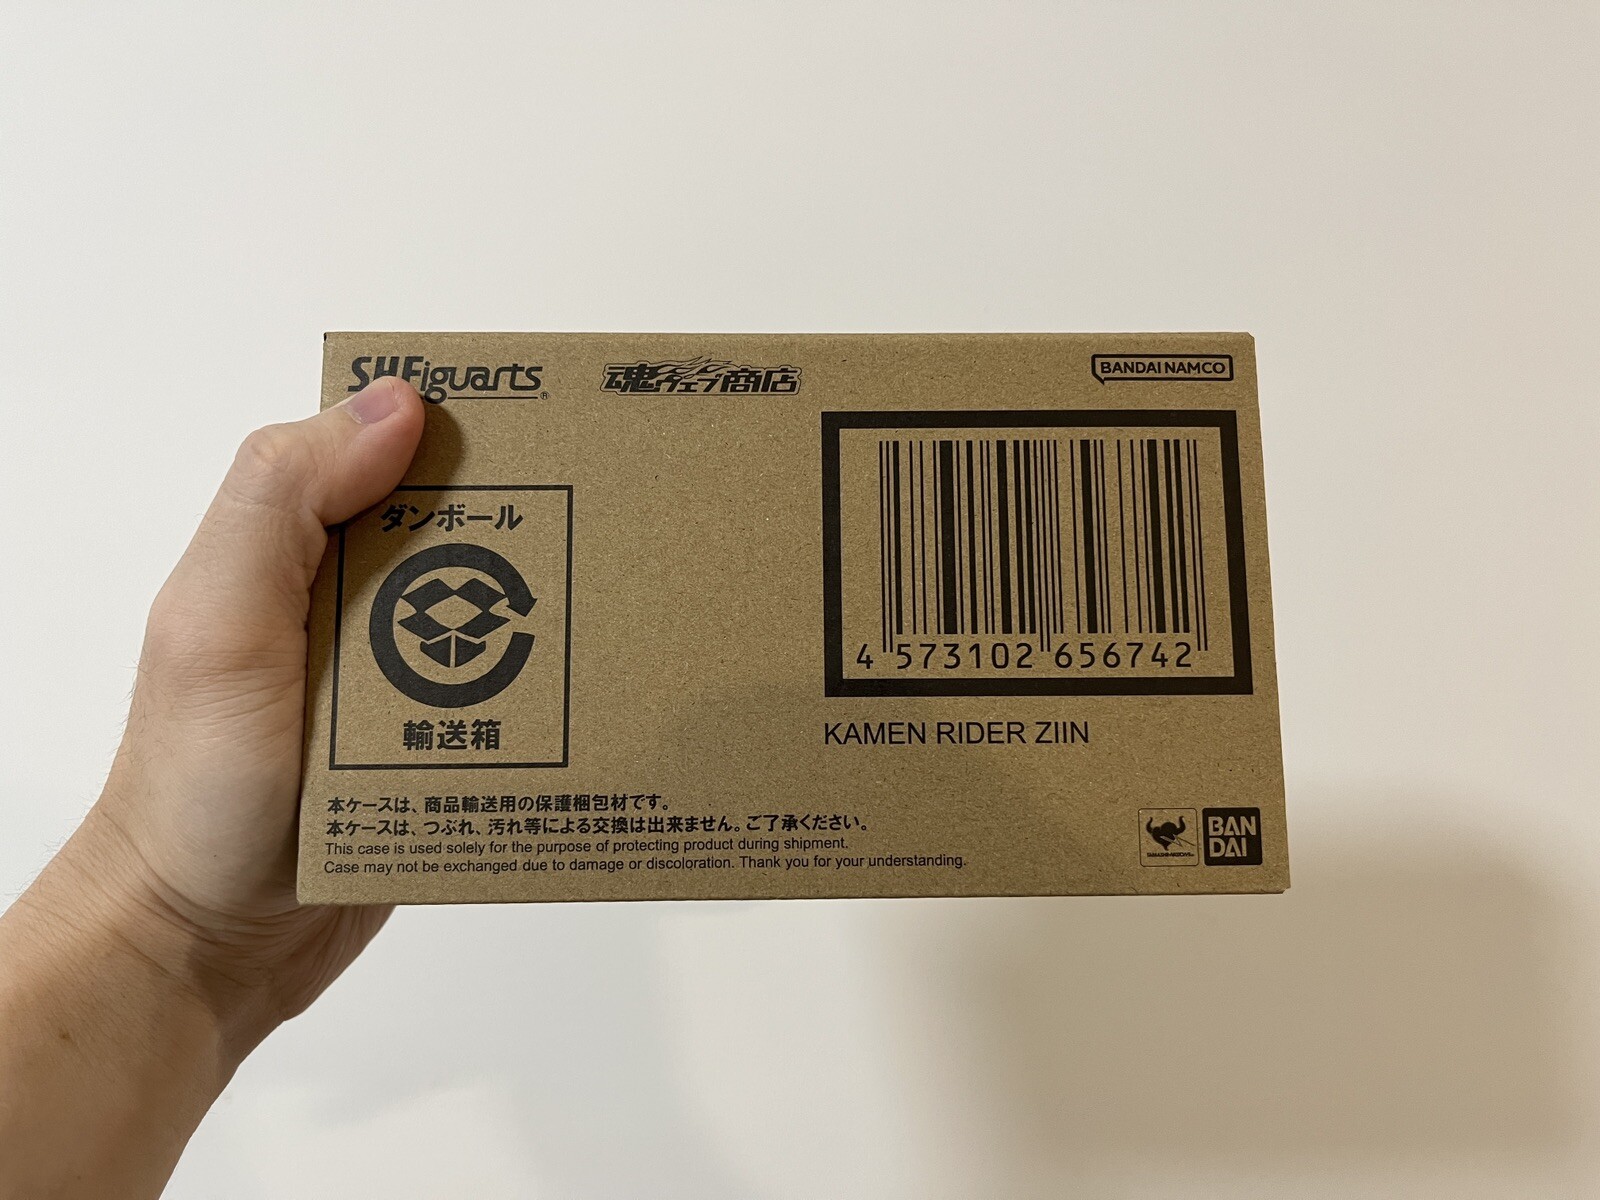 S.H.Figuarts®
魂ウェブ商店
BANDAI NAMCO
ダンボール
輸送箱
4 573102 656742
KAMEN RIDER ZIIN
本ケースは、商品輸送用の保護梱包材です。
本ケースは、つぶれ、汚れ等による交換は出来ません。ご了承ください。
This case is used solely for the purpose of protecting product during shipment.
Case may not be exchanged due to damage or discoloration. Thank you for your understanding.
BAN
DAI